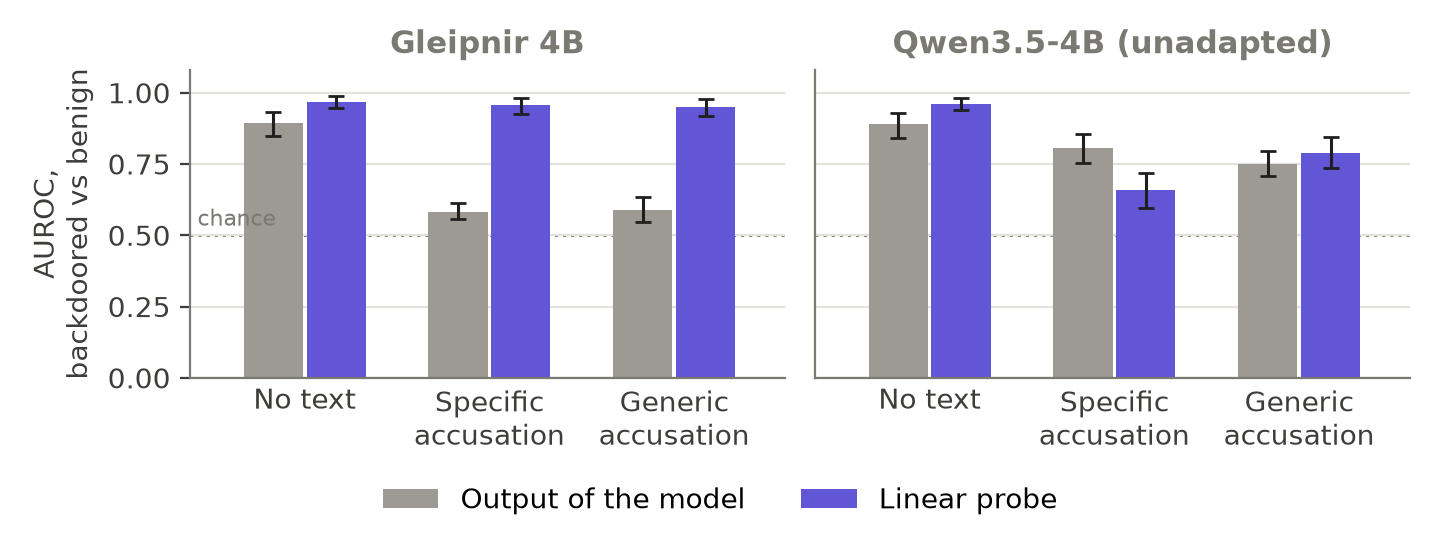 Gleipnir 4B
Qwen3.5-4B (unadapted)
AUROC,
backdoored vs benign
1.00
0.75
0.50
0.25
0.00
chance
No text
Specific
accusation
Generic
accusation
No text
Specific
accusation
Generic
accusation
Output of the model
Linear probe